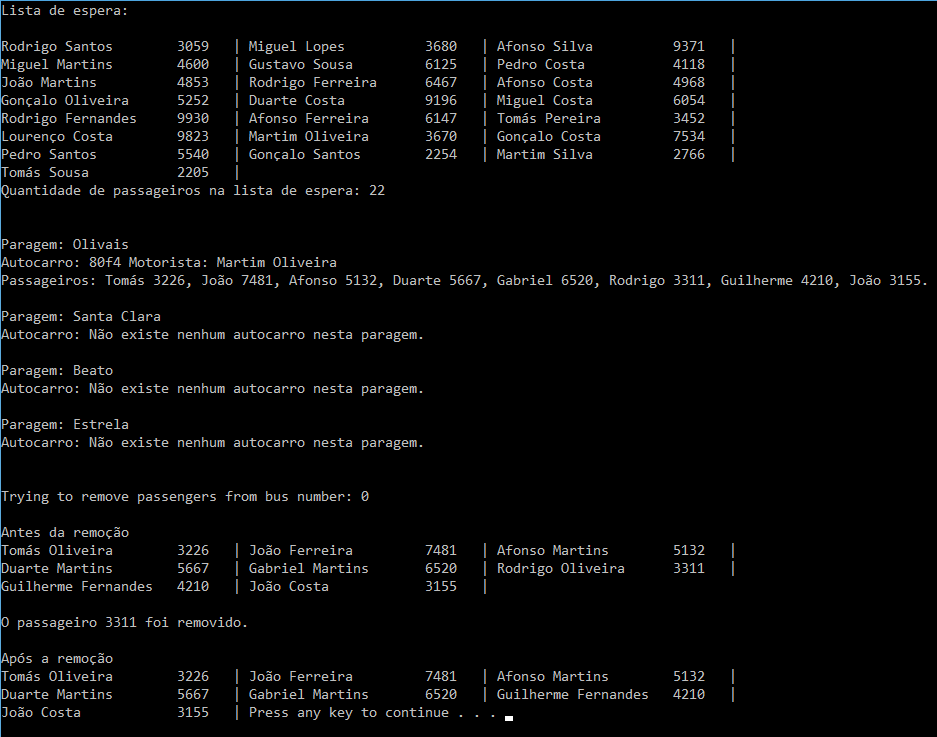 Lista de espera:
Rodrigo Santos 3059 | Miguel Lopes 3680 | Afonso Silva 9371 |
Miguel Martins 4600 | Gustavo Sousa 6125 | Pedro Costa 4118 |
João Martins 4853 | Rodrigo Ferreira 6467 | Afonso Costa 4968 |
Gonçalo Oliveira 5252 | Duarte Costa 9196 | Miguel Costa 6054 |
Rodrigo Fernandes 9930 | Afonso Ferreira 6147 | Tomás Pereira 3452 |
Lourenço Costa 9823 | Martim Oliveira 3670 | Gonçalo Costa 7534 |
Pedro Santos 5540 | Gonçalo Santos 2254 | Martim Silva 2766 |
Tomás Sousa 2205 |
Quantidade de passageiros na lista de espera: 22
Paragem: Olivais
Autocarro: 80f4 Motorista: Martim Oliveira
Passageiros: Tomás 3226, João 7481, Afonso 5132, Duarte 5667, Gabriel 6520, Rodrigo 3311, Guilherme 4210, João 3155.
Paragem: Santa Clara
Autocarro: Não existe nenhum autocarro nesta paragem.
Paragem: Beato
Autocarro: Não existe nenhum autocarro nesta paragem.
Paragem: Estrela
Autocarro: Não existe nenhum autocarro nesta paragem.
Trying to remove passengers from bus number: 0
Antes da remoção
Tomás Oliveira 3226 | João Ferreira 7481 | Afonso Martins 5132 |
Duarte Martins 5667 | Gabriel Martins 6520 | Rodrigo Oliveira 3311 |
Guilherme Fernandes 4210 | João Costa 3155 |
O passageiro 3311 foi removido.
Após a remoção
Tomás Oliveira 3226 | João Ferreira 7481 | Afonso Martins 5132 |
Duarte Martins 5667 | Gabriel Martins 6520 | Guilherme Fernandes 4210 |
João Costa 3155 | Press any key to continue . . .